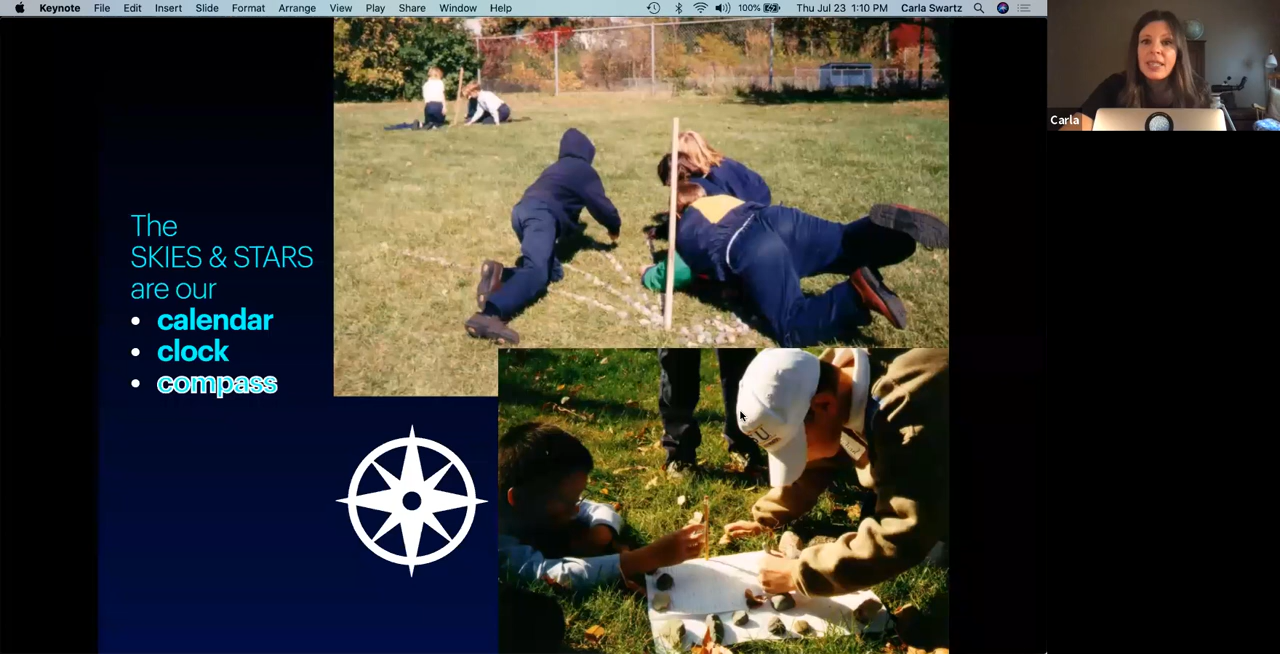 Keynote File Edit Insert Slide Format Arrange View Play Share Window Help 100% Thu Jul 23 1:10 PM Carla Swartz
Carla
The
SKIES & STARS
are our
• calendar
• clock
• compass